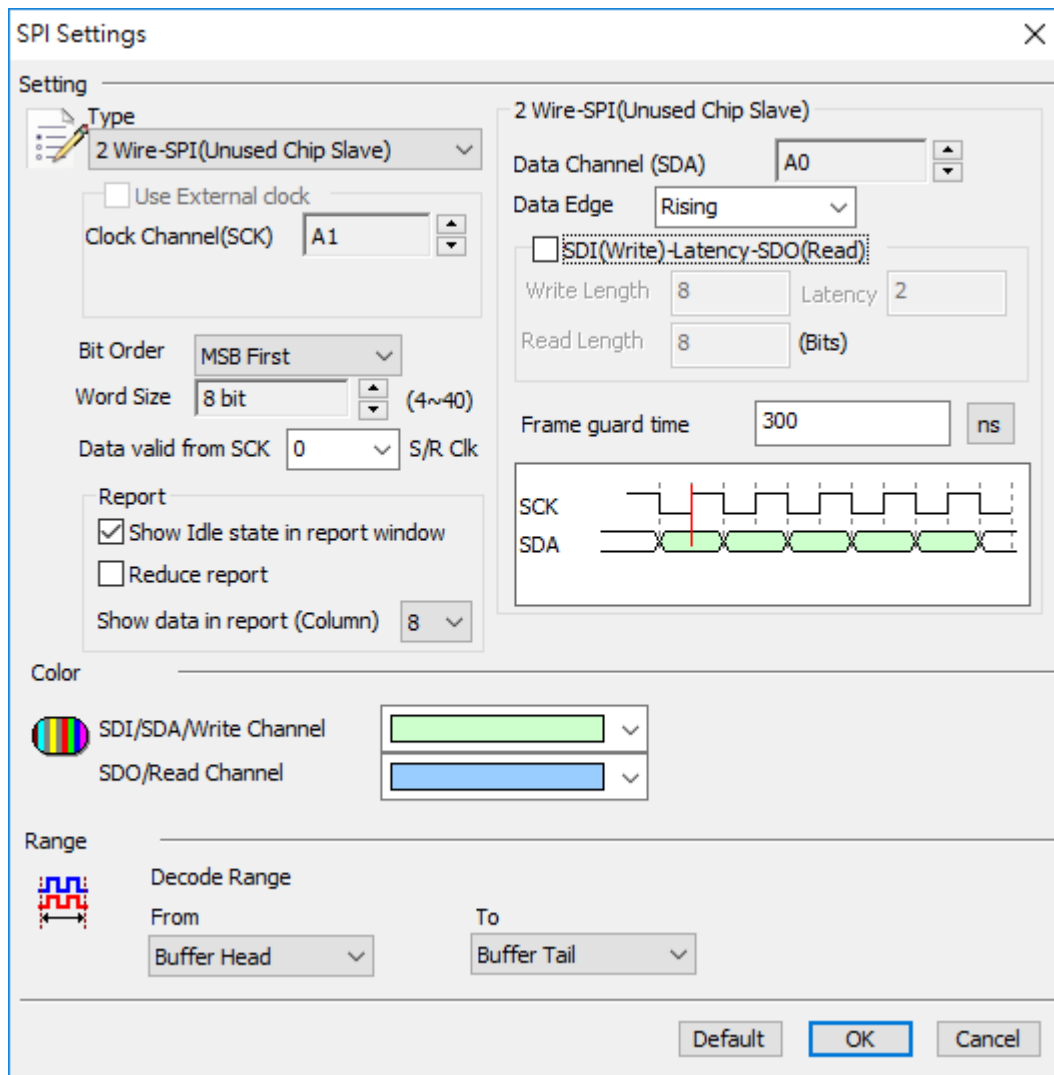 SPI Settings
Setting
Type
2 Wire-SPI(Unused Chip Slave)
Use External clock
Clock Channel(SCK) A1
Bit Order MSB First
Word Size 8 bit (4~40)
Data valid from SCK 0 S/R Clk
Report
Show Idle state in report window
Reduce report
Show data in report (Column) 8
2 Wire-SPI(Unused Chip Slave)
Data Channel (SDA) A0
Data Edge Rising
SDI(Write)-Latency-SDO(Read)
Write Length 8 Latency 2
Read Length 8 (Bits)
Frame guard time 300 ns
SCK
SDA
Color
SDI/SDA/Write Channel
SDO/Read Channel
Range
Decode Range
From To
Buffer Head Buffer Tail
Default OK Cancel